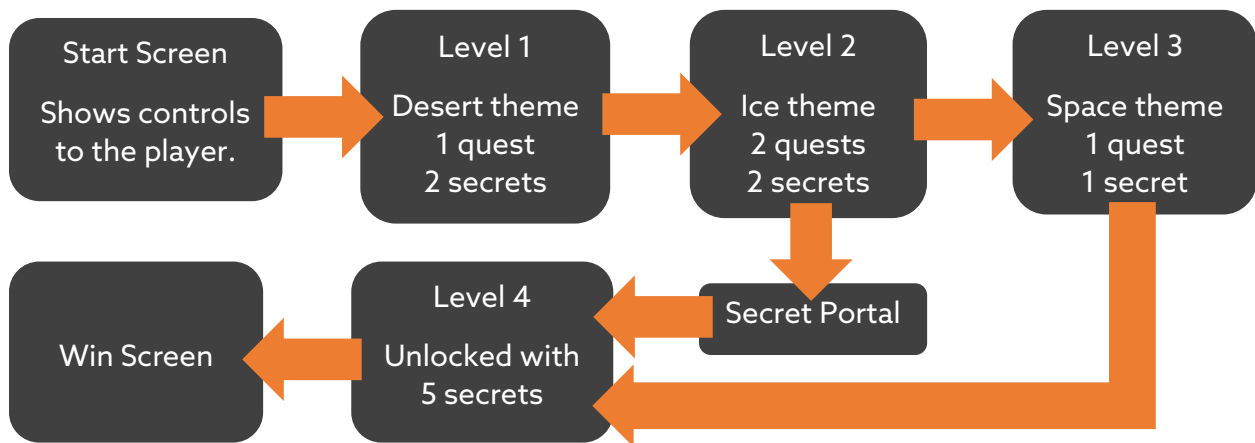 Start Screen
Shows controls
to the player.
Level 1
Desert theme
1 quest
2 secrets
Level 2
Ice theme
2 quests
2 secrets
Level 3
Space theme
1 quest
1 secret
Win Screen
Level 4
Unlocked with
5 secrets
Secret Portal